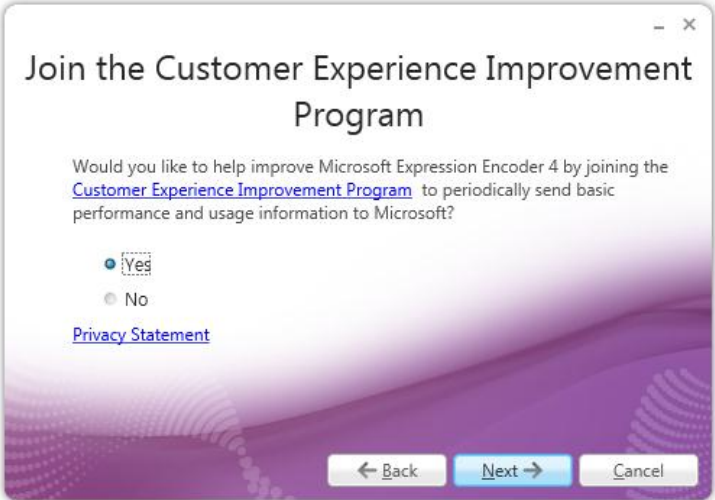 Join the Customer Experience Improvement
Program
Would you like to help improve Microsoft Expression Encoder 4 by joining the
Customer Experience Improvement Program to periodically send basic
performance and usage information to Microsoft?
Yes
No
Privacy Statement
← Back
Next →
Cancel